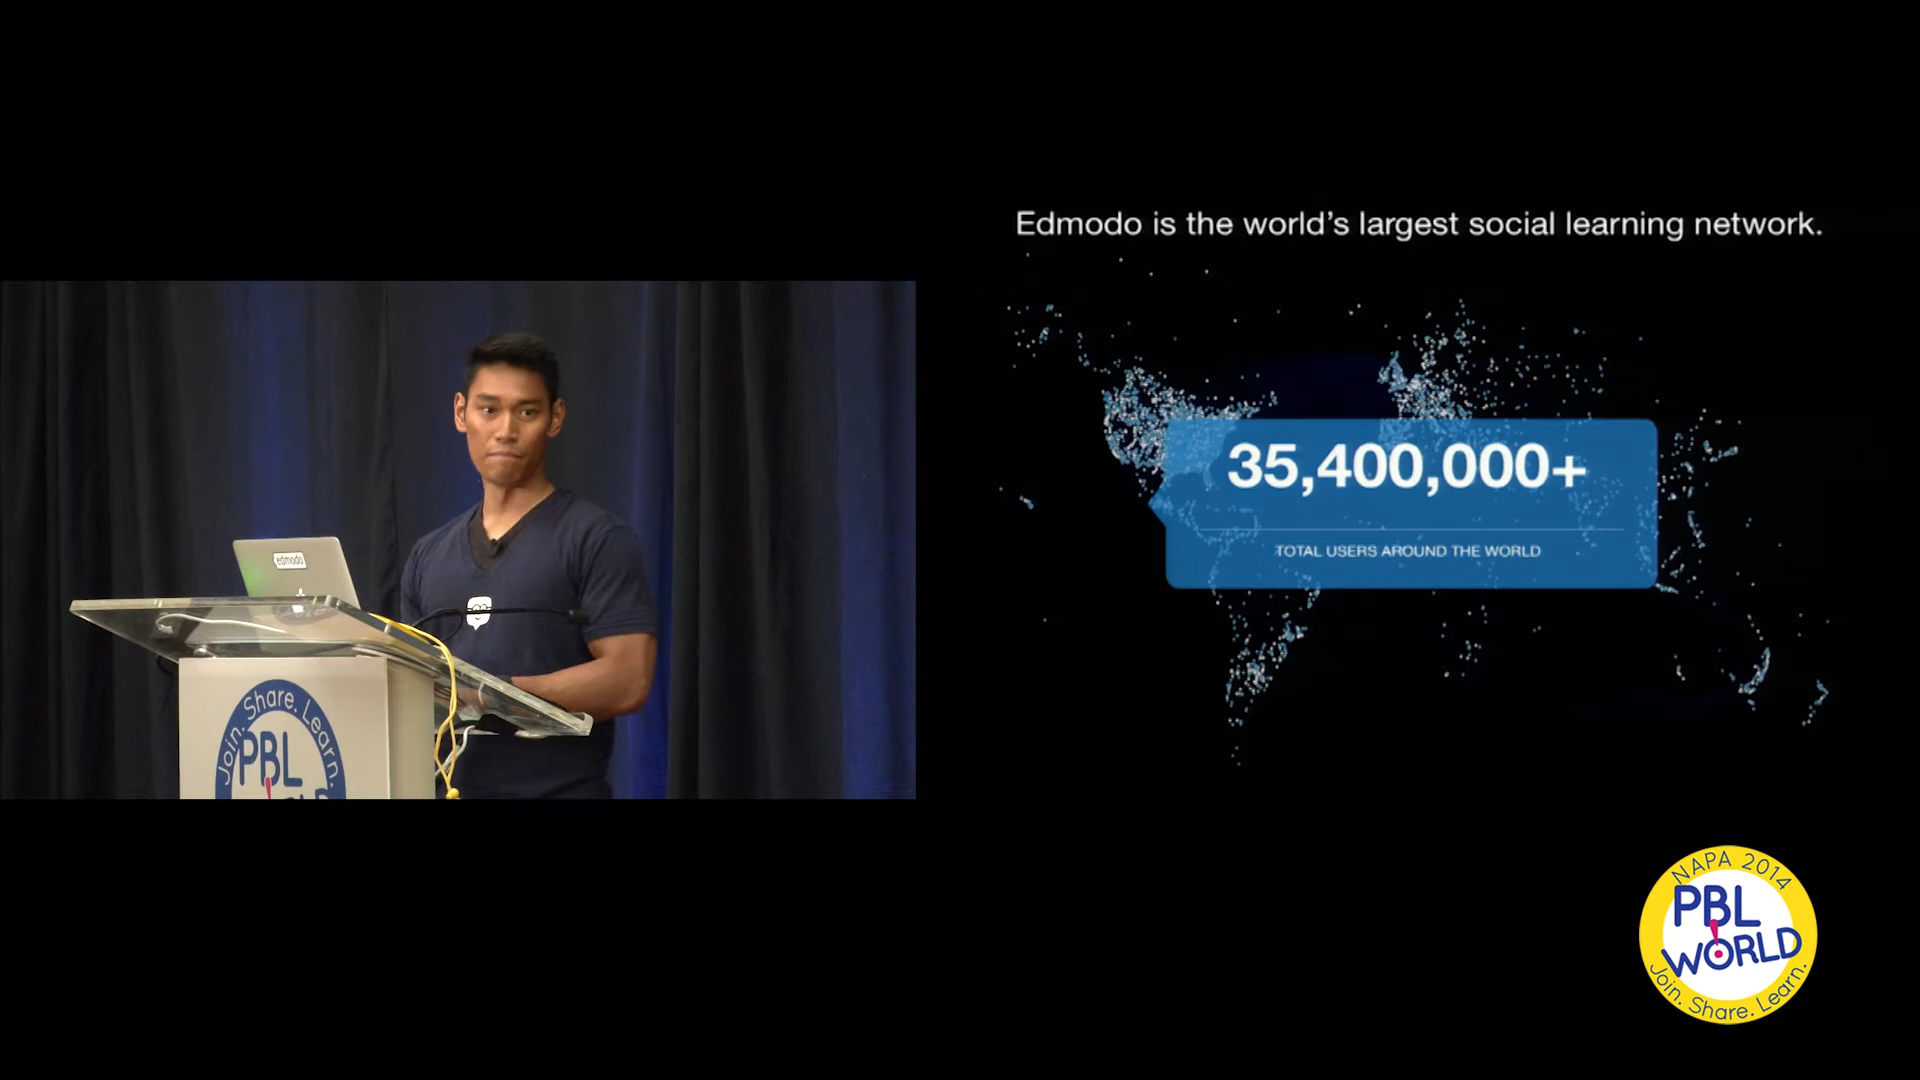 Edmodo is the world's largest social learning network.
35,400,000+
TOTAL USERS AROUND THE WORLD
edmodo
Join. Share. Learn.
PBL
NAPA 2014
PBL
WORLD
Join. Share. Learn.